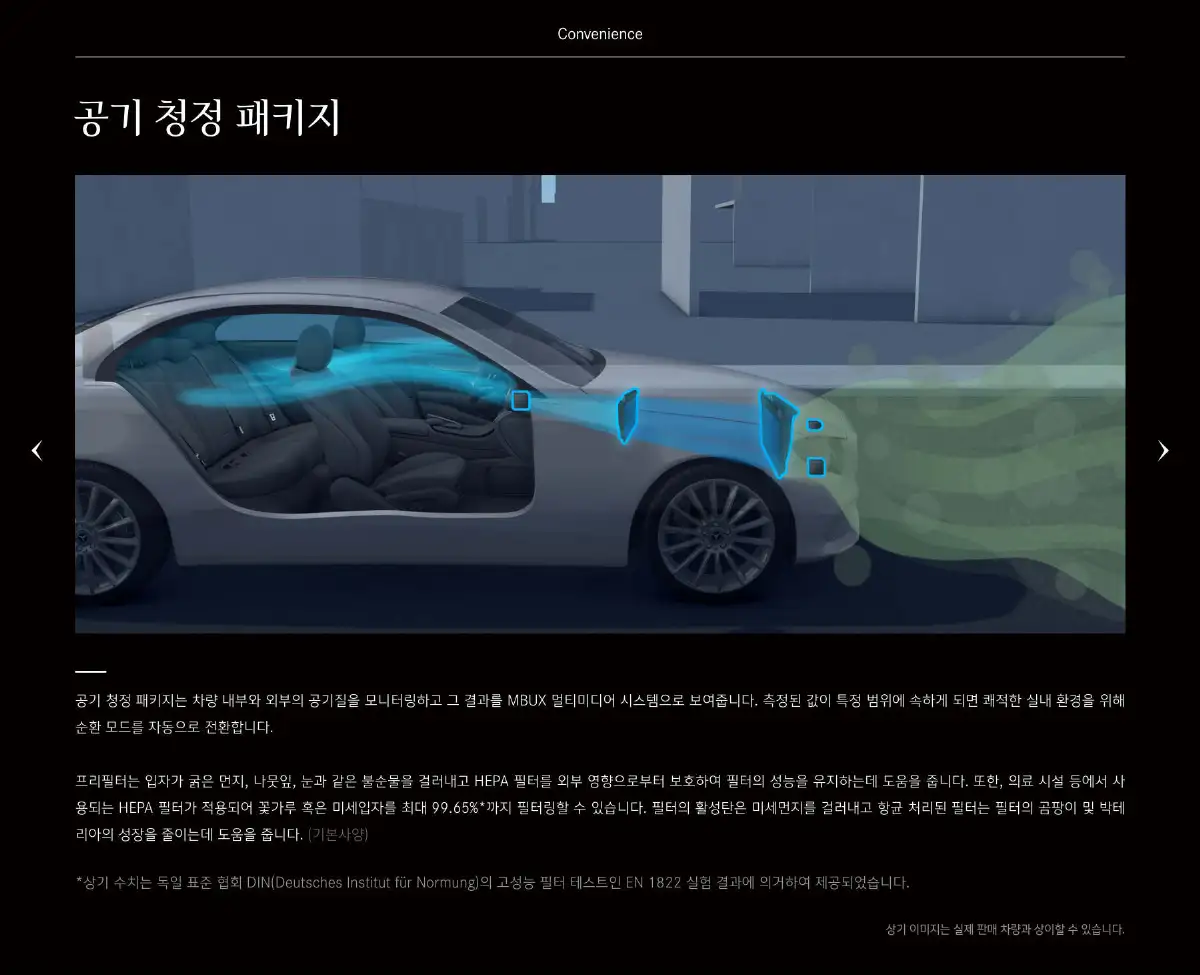 Convenience
공기 청정 패키지
공기 청정 패키지는 차량 내부와 외부의 공기질을 모니터링하고 그 결과를 MBUX 멀티미디어 시스템으로 보여줍니다. 측정된 값이 특정 범위에 속하게 되면 쾌적한 실내 환경을 위해
순환 모드를 자동으로 전환합니다.
프리필터는 입자가 굵은 먼지, 나뭇잎, 눈과 같은 불순물을 걸러내고 HEPA 필터를 외부 영향으로부터 보호하여 필터의 성능을 유지하는데 도움을 줍니다. 또한, 의료 시설 등에서 사
용되는 HEPA 필터가 적용되어 꽃가루 혹은 미세입자를 최대 99.65%*까지 필터링할 수 있습니다. 필터의 활성탄은 미세먼지를 걸러내고 항균 처리된 필터는 필터의 곰팡이 및 박테
리아의 성장을 줄이는데 도움을 줍니다. (기본사양)
*상기 수치는 독일 표준 협회 DIN(Deutsches Institut für Normung)의 고성능 필터 테스트인 EN 1822 실험 결과에 의거하여 제공되었습니다.
상기 이미지는 실제 판매 차량과 상이할 수 있습니다.